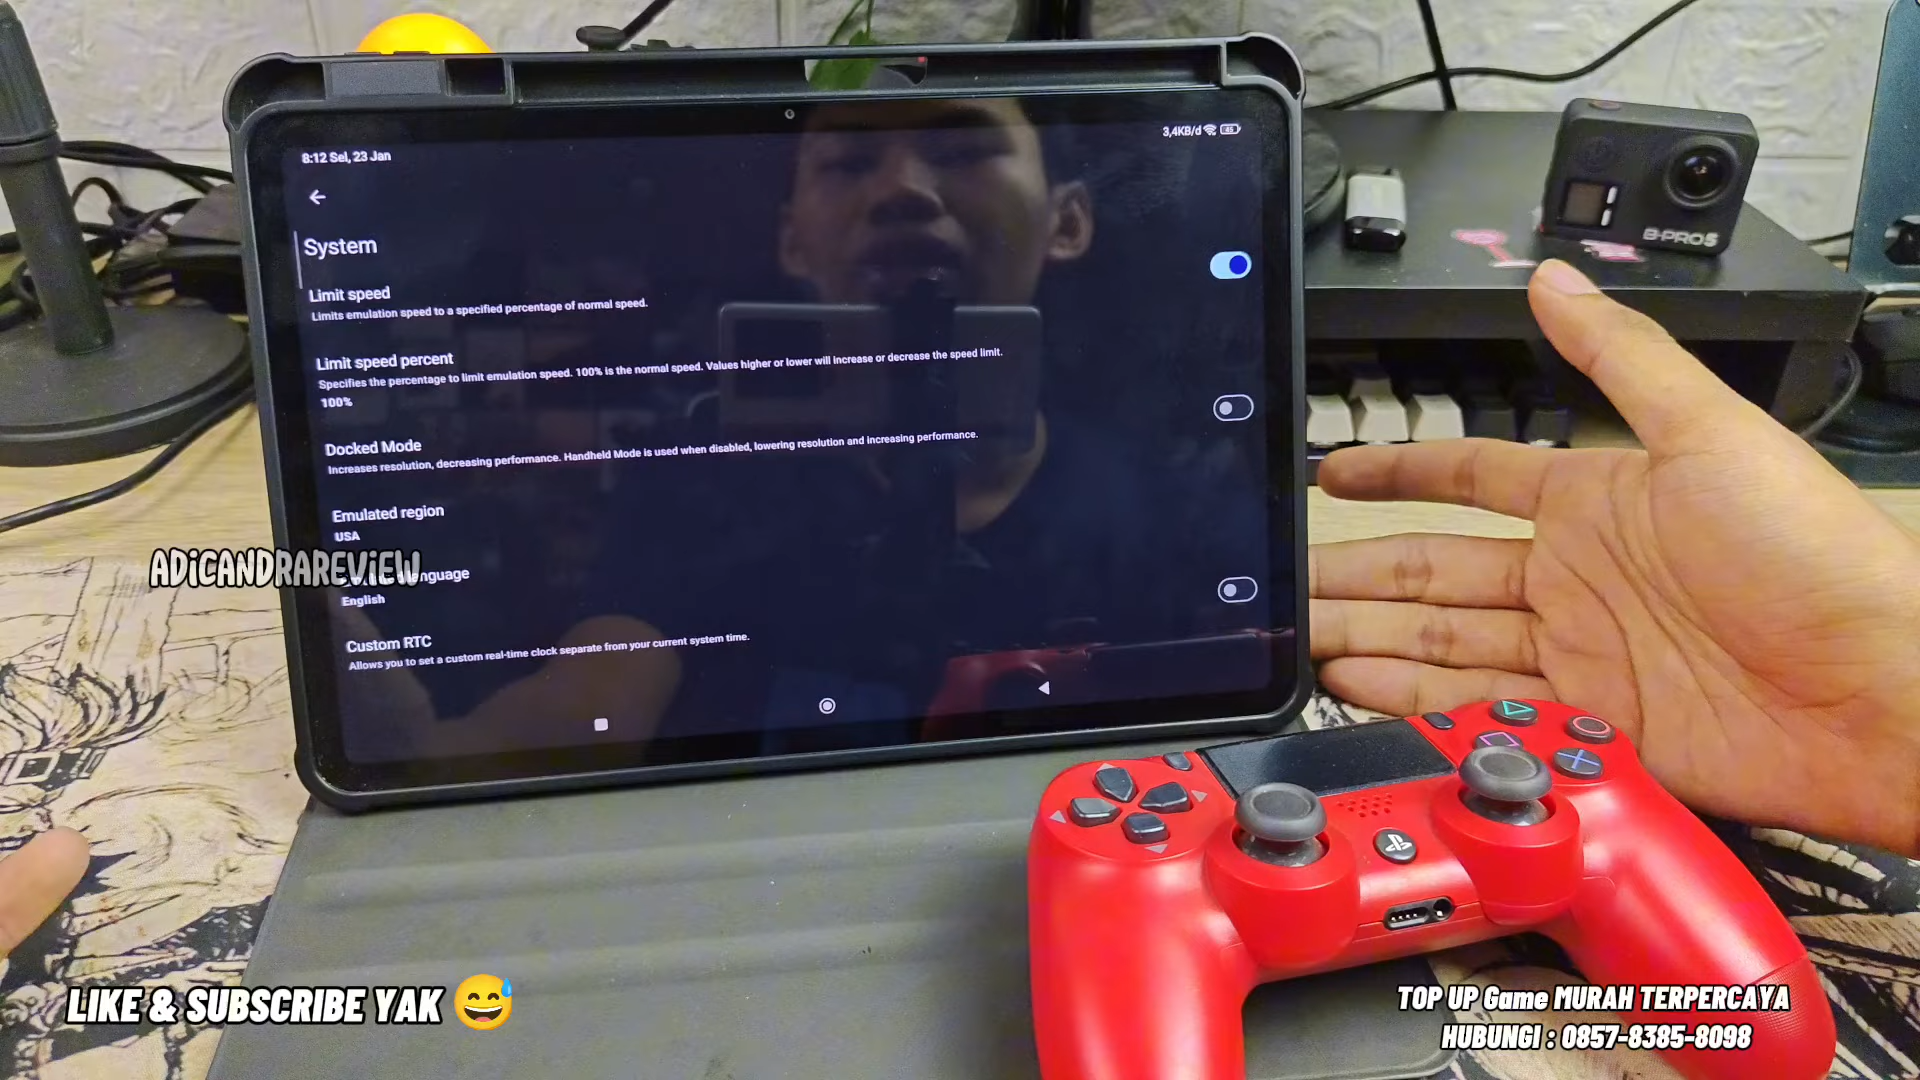 8:12 Sel, 23 Jan
3,4KB/d
45
System
Limit speed
Limits emulation speed to a specified percentage of normal speed.
Limit speed percent
Specifies the percentage to limit emulation speed. 100% is the normal speed. Values higher or lower will increase or decrease the speed limit.
100%
Docked Mode
Increases resolution, decreasing performance. Handheld Mode is used when disabled, lowering resolution and increasing performance.
Emulated region
USA
ADiCANDRAREViEW
language
English
Custom RTC
Allows you to set a custom real-time clock separate from your current system time.
B-PRO5
LIKE & SUBSCRIBE YAK 😅
TOP UP Game MURAH TERPERCAYA
HUBUNGI : 0857-8385-8098